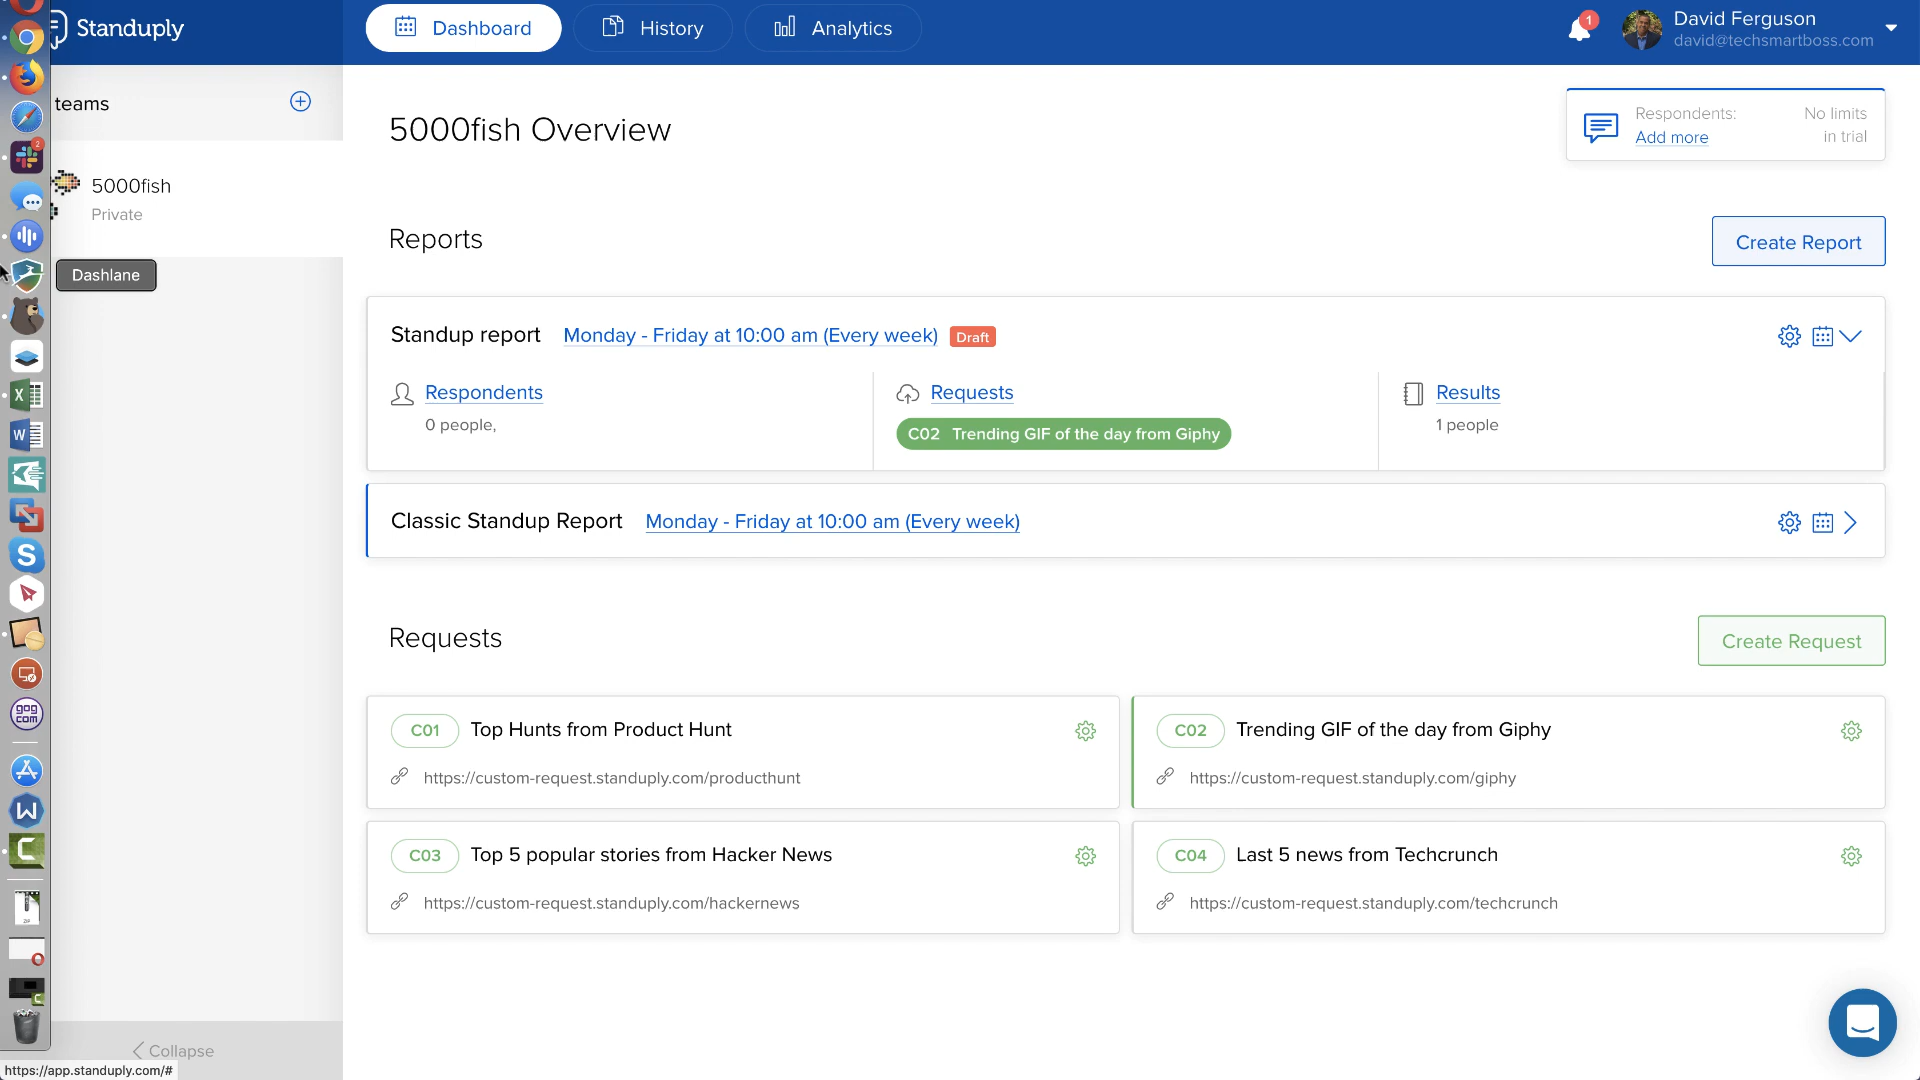 Standuply
Dashboard
History
Analytics
1
David Ferguson
david@techsmartboss.com
teams
5000fish
Private
Dashlane
5000fish Overview
Respondents:
No limits
Add more
in trial
Reports
Create Report
Standup report
Monday - Friday at 10:00 am (Every week)
Draft
Respondents
0 people,
Requests
C02 Trending GIF of the day from Giphy
Results
1 people
Classic Standup Report
Monday - Friday at 10:00 am (Every week)
Requests
Create Request
C01
Top Hunts from Product Hunt
https://custom-request.standuply.com/producthunt
C02
Trending GIF of the day from Giphy
https://custom-request.standuply.com/giphy
C03
Top 5 popular stories from Hacker News
https://custom-request.standuply.com/hackernews
C04
Last 5 news from Techcrunch
https://custom-request.standuply.com/techcrunch
2
X
W
S
gog
com
W
C
Collapse
https://app.standuply.com/#